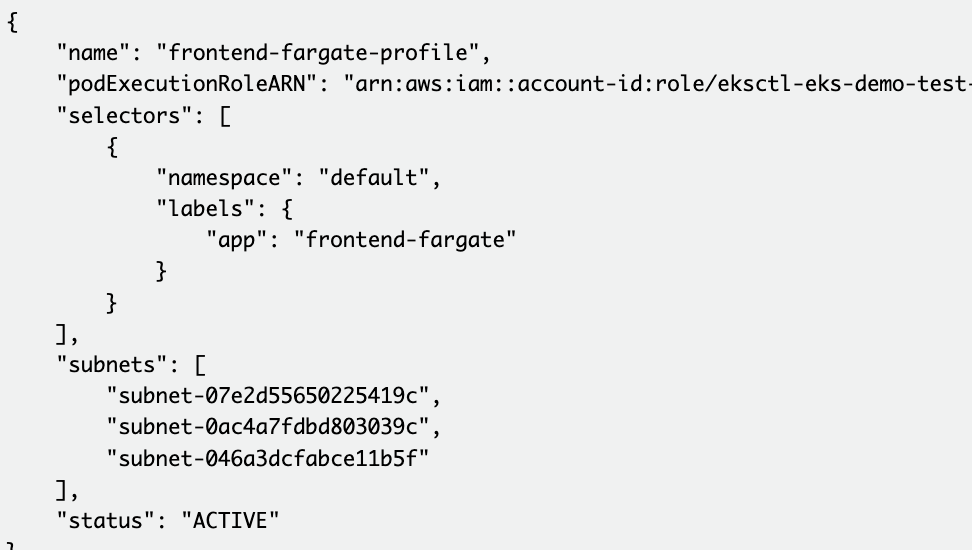 {
    "name": "frontend-fargate-profile",
    "podExecutionRoleARN": "arn:aws:iam::account-id:role/eksctl-eks-demo-test-
    "selectors": [
        {
            "namespace": "default",
            "labels": {
                "app": "frontend-fargate"
            }
        }
    ],
    "subnets": [
        "subnet-07e2d55650225419c",
        "subnet-0ac4a7fdbd803039c",
        "subnet-046a3dcfabce11b5f"
    ],
    "status": "ACTIVE"
}